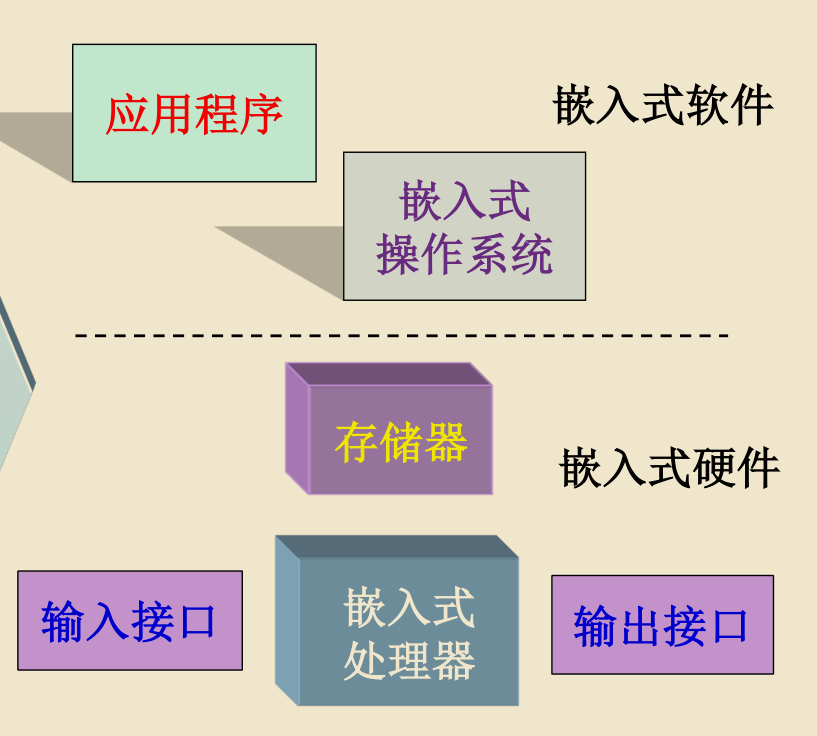 应用程序
嵌入式软件
嵌入式
操作系统
存储器
嵌入式硬件
输入接口
嵌入式
处理器
输出接口